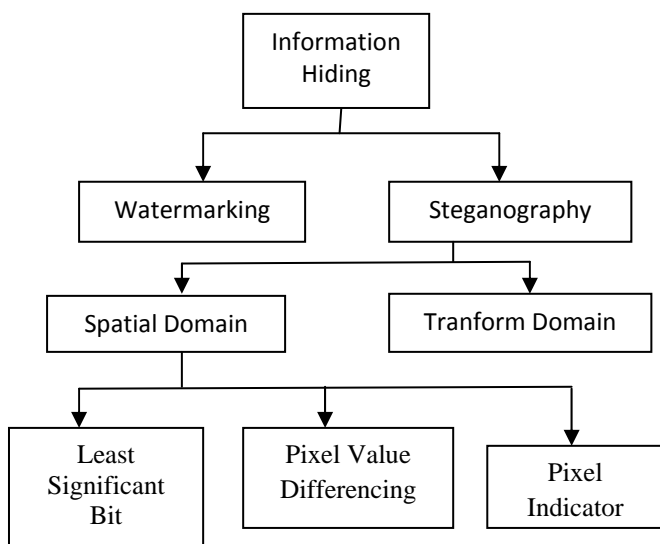 Information
Hiding
Watermarking
Steganography
Spatial Domain
Tranform Domain
Least
Significant
Bit
Pixel Value
Differencing
Pixel
Indicator